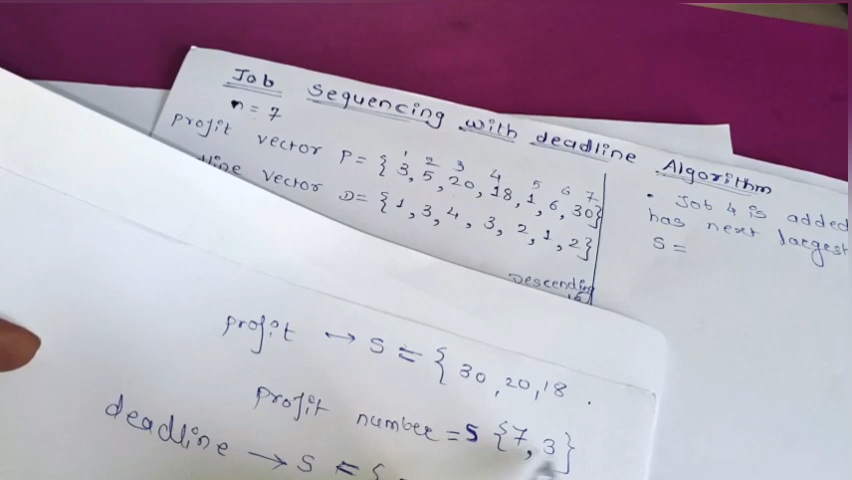 Job Sequencing with deadline Algorithm
n = 7
profit vector P = { 3, 5, 20, 18, 1, 6, 30}
1 2 3 4 5 6 7
vector D= { 1, 3, 4, 3, 2, 1, 2}
Descending
• Job 4 is added
has next largest
S =
profit → S = { 30, 20, 18 .
profit number = S {7, 3}
deadline → S = {